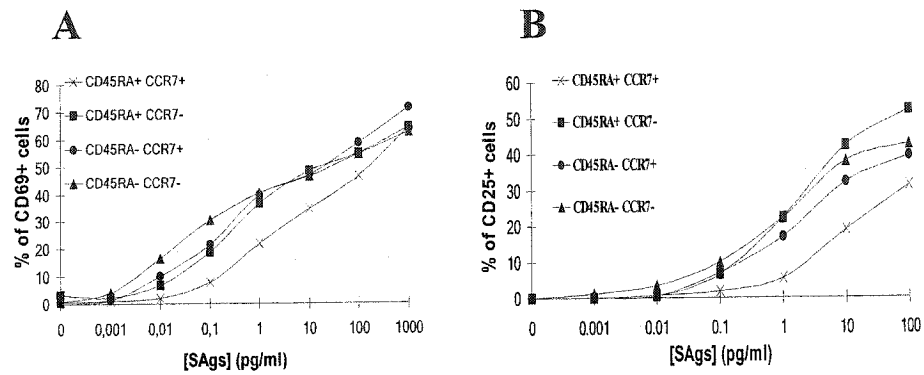 A
CD45RA+ CCR7+
CD45RA+ CCR7-
CD45RA- CCR7+
CD45RA- CCR7-
% of CD69+ cells
80
70
60
50
40
30
20
10
0
0 0,001 0,01 0,1 1 10 100 1000
[SAgs] (pg/ml)
B
CD45RA+ CCR7+
CD45RA+ CCR7-
CD45RA- CCR7+
CD45RA- CCR7-
% of CD25+ cells
60
50
40
30
20
10
0
0 0.001 0.01 0.1 1 10 100
[SAgs] (pg/ml)